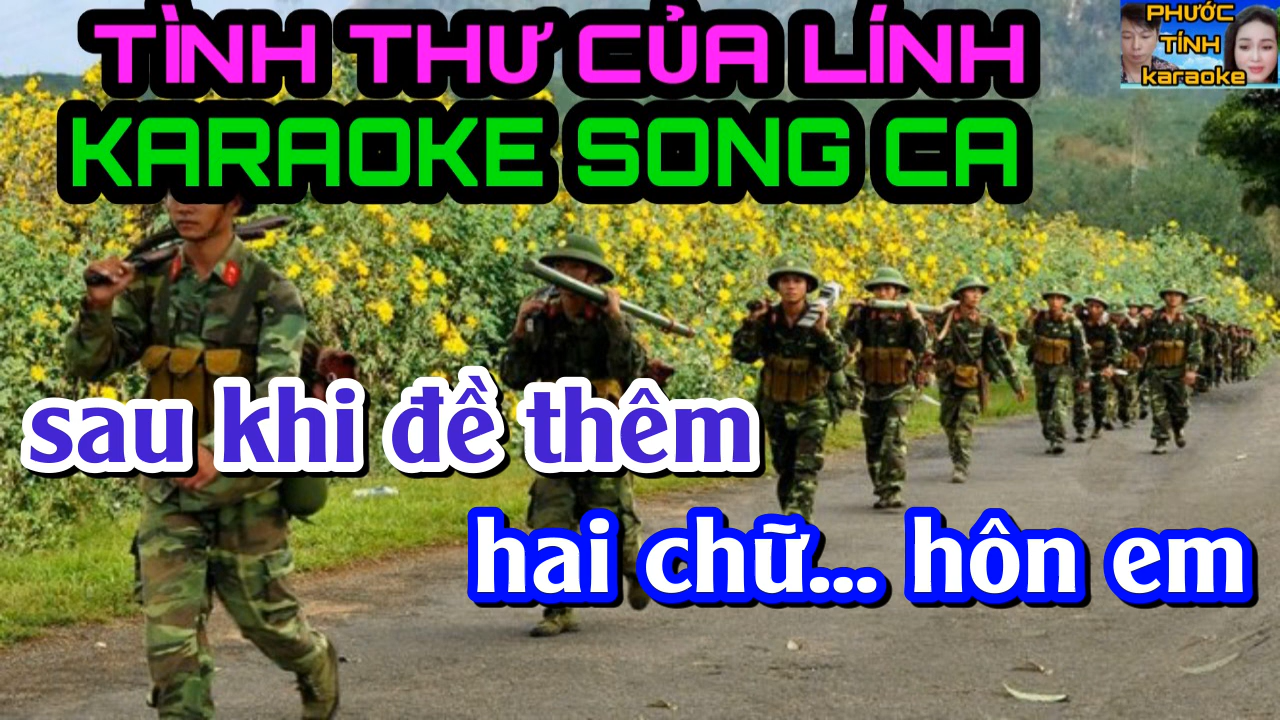 TÌNH THƯ CỦA LÍNH
KARAOKE SONG CA
PHƯỚC
TÍNH
karaoke
sau khi đề thêm
hai chữ... hôn em